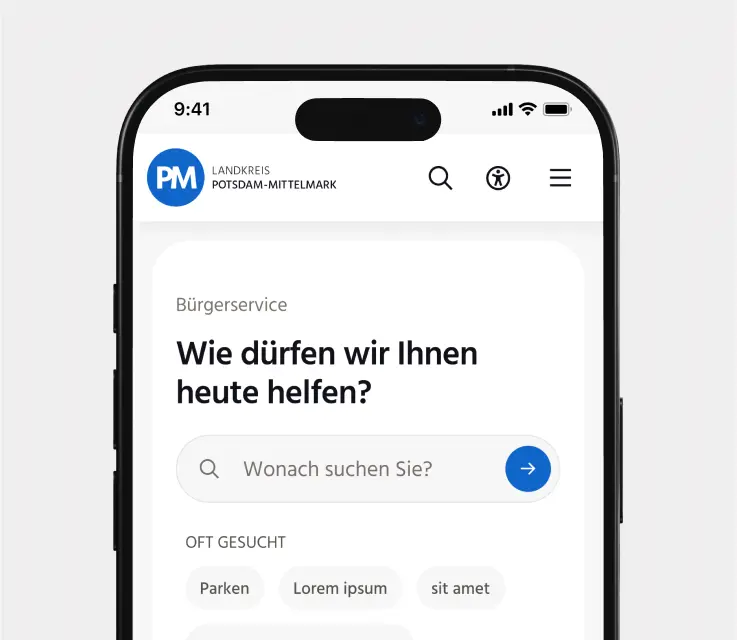 9:41
PM
LANDKREIS
POTSDAM-MITTELMARK
Bürgerservice
Wie dürfen wir Ihnen
heute helfen?
Wonach suchen Sie?
OFT GESUCHT
Parken
Lorem ipsum
sit amet